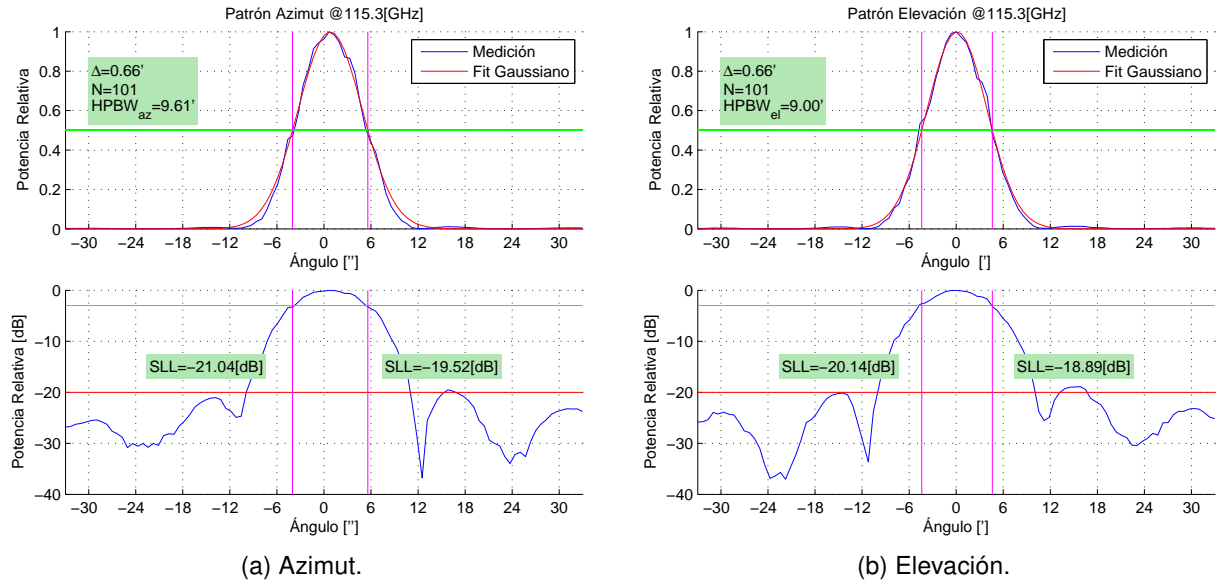 Patrón Azimut @115.3[GHz]
Potencia Relativa
1
0.8
0.6
0.4
0.2
0
Δ=0.66'
N=101
HPBW_az=9.61'
Medición
Fit Gaussiano
−30 −24 −18 −12 −6 0 6 12 18 24 30
Ángulo ['']
Potencia Relativa [dB]
0
−10
−20
−30
−40
SLL=−21.04[dB]
SLL=−19.52[dB]
−30 −24 −18 −12 −6 0 6 12 18 24 30
Ángulo ['']
(a) Azimut.
Patrón Elevación @115.3[GHz]
Potencia Relativa
1
0.8
0.6
0.4
0.2
0
Δ=0.66'
N=101
HPBW_el=9.00'
Medición
Fit Gaussiano
−30 −24 −18 −12 −6 0 6 12 18 24 30
Ángulo [']
Potencia Relativa [dB]
0
−10
−20
−30
−40
SLL=−20.14[dB]
SLL=−18.89[dB]
−30 −24 −18 −12 −6 0 6 12 18 24 30
Ángulo [']
(b) Elevación.